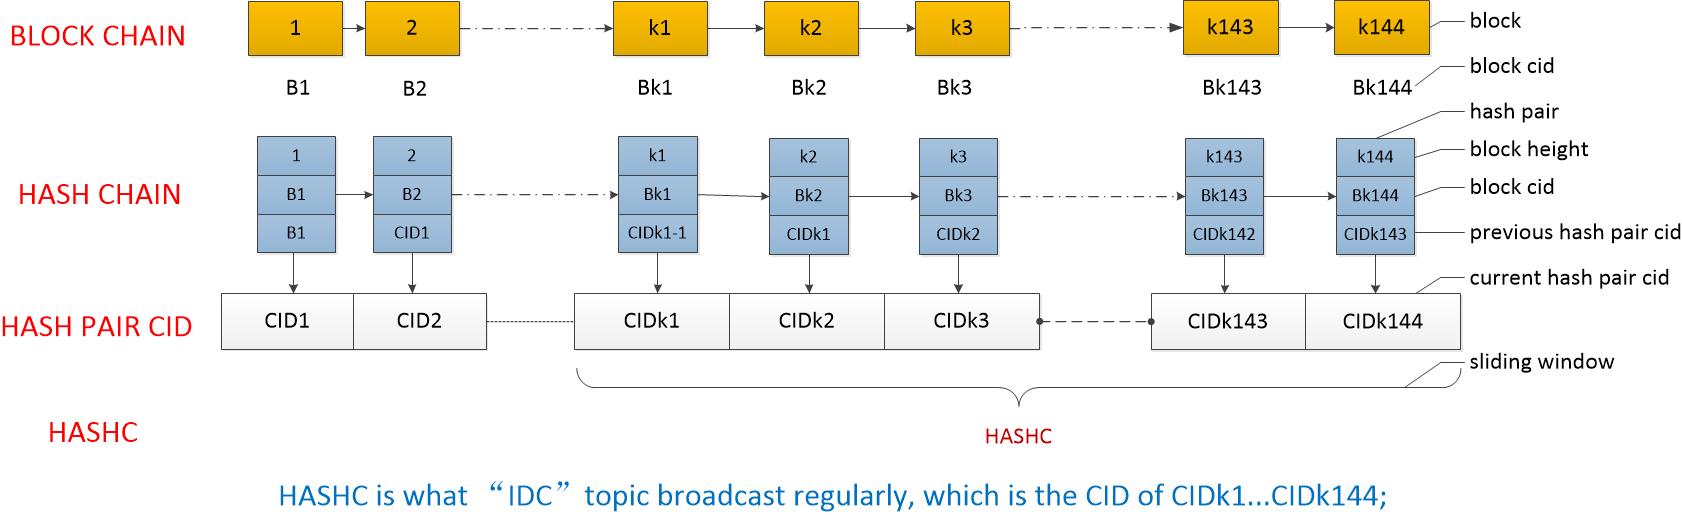 BLOCK CHAIN
1 2 k1 k2 k3 k143 k144
block
B1 B2 Bk1 Bk2 Bk3 Bk143 Bk144
block cid
hash pair
HASH CHAIN
1 2 k1 k2 k3 k143 k144
block height
B1 B2 Bk1 Bk2 Bk3 Bk143 Bk144
block cid
B1 CID1 CIDk1-1 CIDk1 CIDk2 CIDk142 CIDk143
previous hash pair cid
current hash pair cid
HASH PAIR CID
CID1 CID2 CIDk1 CIDk2 CIDk3 CIDk143 CIDk144
sliding window
HASHC
HASHC
HASHC is what “IDC” topic broadcast regularly, which is the CID of CIDk1...CIDk144;